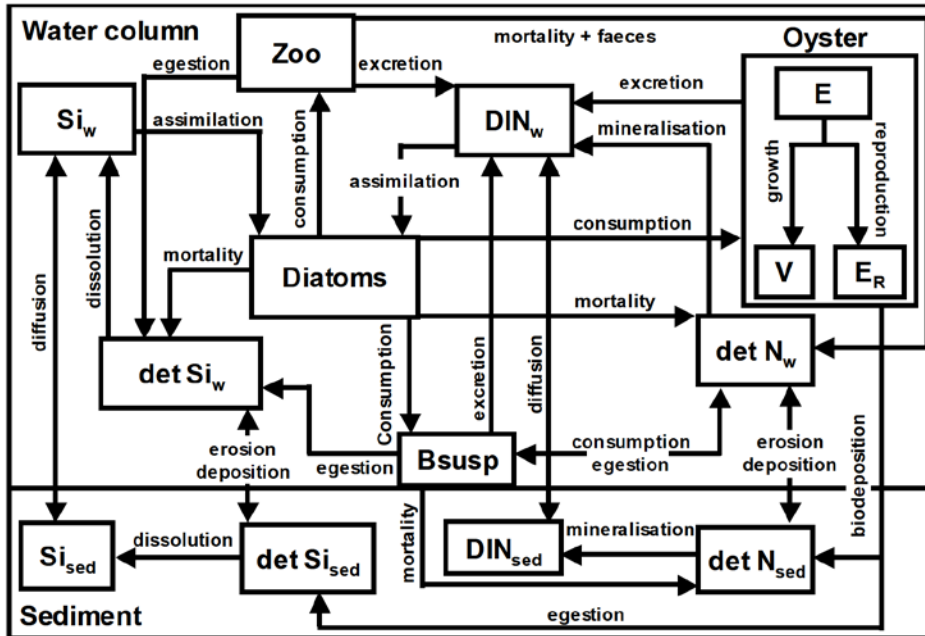 Water column
Zoo
mortality + faeces
Oyster
egestion
excretion
excretion
E
Si_w
assimilation
DIN_w
mineralisation
reproduction
growth
consumption
assimilation
dissolution
consumption
mortality
Diatoms
V
E_R
diffusion
mortality
det Si_w
det N_w
Consumption
excretion
diffusion
erosion
deposition
egestion
Bsusp
consumption
egestion
erosion
deposition
biodeposition
Si_sed
dissolution
det Si_sed
mortality
DIN_sed
mineralisation
det N_sed
Sediment
egestion